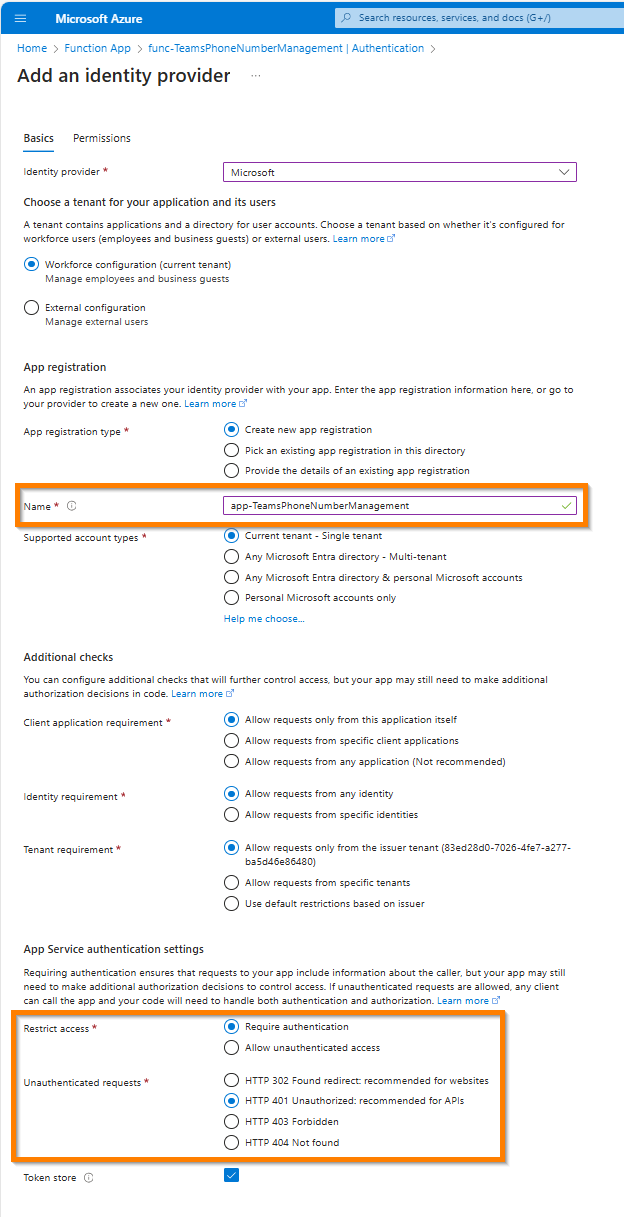 Microsoft Azure
Search resources, services, and docs (G+/)
Home > Function App > func-TeamsPhoneNumberManagement | Authentication >
Add an identity provider ...
Basics Permissions
Identity provider * Microsoft
Choose a tenant for your application and its users
A tenant contains applications and a directory for user accounts. Choose a tenant based on whether it's configured for
workforce users (employees and business guests) or external users. Learn more
Workforce configuration (current tenant)
Manage employees and business guests
External configuration
Manage external users
App registration
An app registration associates your identity provider with your app. Enter the app registration information here, or go to
your provider to create a new one. Learn more
App registration type * Create new app registration
Pick an existing app registration in this directory
Provide the details of an existing app registration
Name * app-TeamsPhoneNumberManagement
Supported account types * Current tenant - Single tenant
Any Microsoft Entra directory - Multi-tenant
Any Microsoft Entra directory & personal Microsoft accounts
Personal Microsoft accounts only
Help me choose...
Additional checks
You can configure additional checks that will further control access, but your app may still need to make additional
authorization decisions in code. Learn more
Client application requirement * Allow requests only from this application itself
Allow requests from specific client applications
Allow requests from any application (Not recommended)
Identity requirement * Allow requests from any identity
Allow requests from specific identities
Tenant requirement * Allow requests only from the issuer tenant (83ed28d0-7026-4fe7-a277-
ba5d46e86480)
Allow requests from specific tenants
Use default restrictions based on issuer
App Service authentication settings
Requiring authentication ensures that requests to your app include information about the caller, but your app may still
need to make additional authorization decisions to control access. If unauthenticated requests are allowed, any client
can call the app and your code will need to handle both authentication and authorization. Learn more
Restrict access * Require authentication
Allow unauthenticated access
Unauthenticated requests * HTTP 302 Found redirect: recommended for websites
HTTP 401 Unauthorized: recommended for APIs
HTTP 403 Forbidden
HTTP 404 Not found
Token store